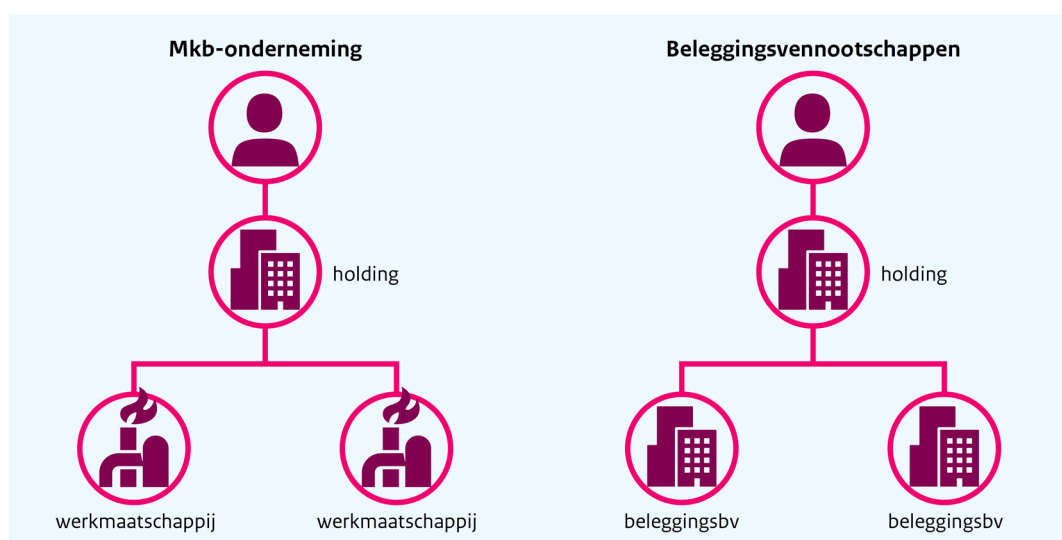 Mkb-onderneming
Beleggingsvennootschappen
holding
holding
werkmaatschappij
werkmaatschappij
beleggingsbv
beleggingsbv